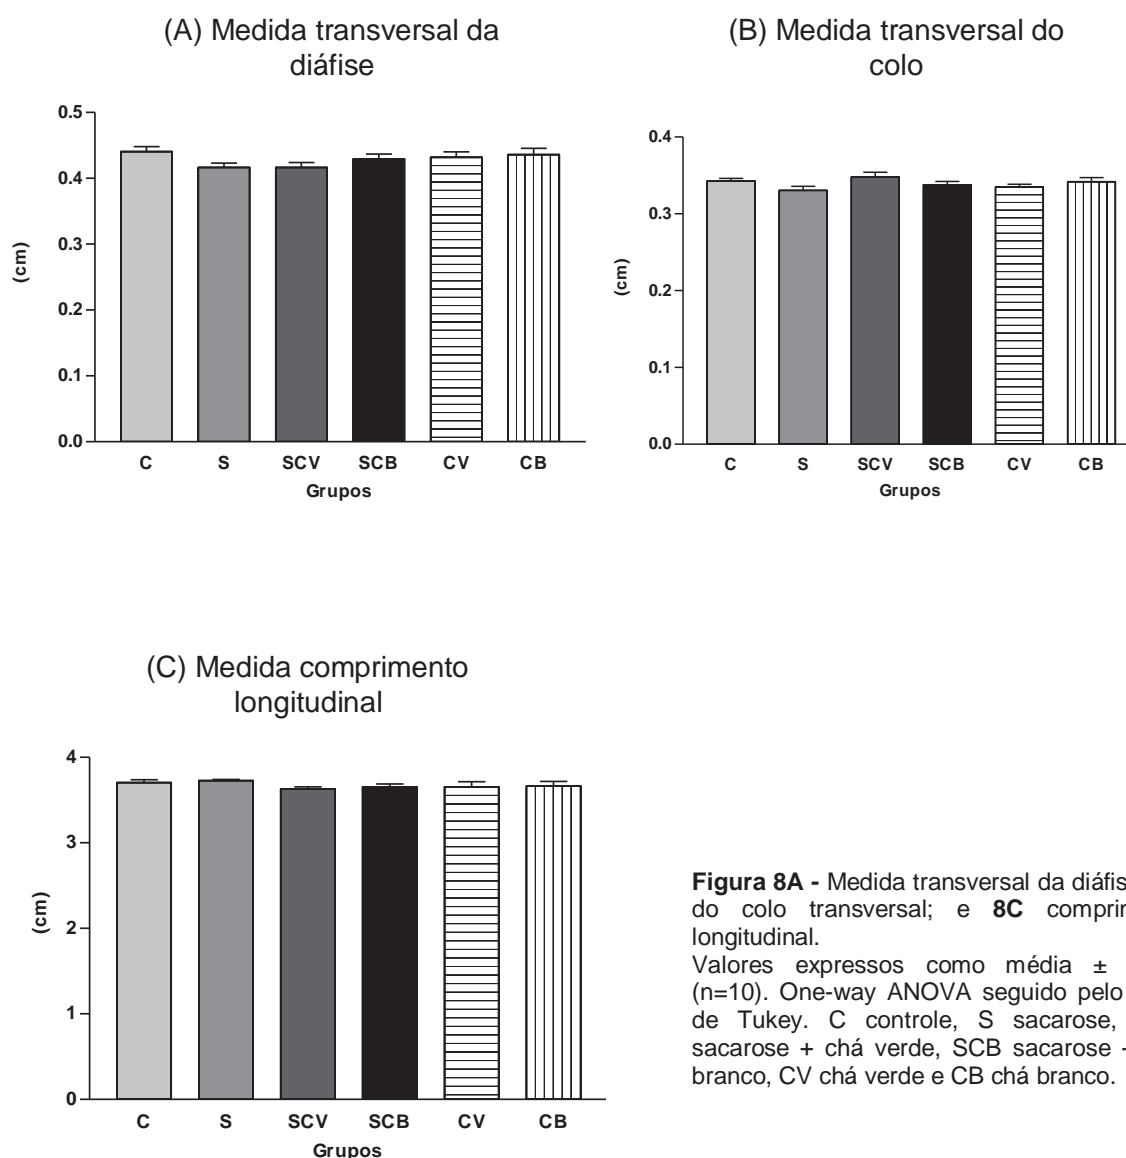 (A) Medida transversal da
diáfise
0.5
0.4
0.3
0.2
0.1
0.0
(cm)
C S SCV SCB CV CB
Grupos
(B) Medida transversal do
colo
0.4
0.3
0.2
0.1
0.0
(cm)
C S SCV SCB CV CB
Grupos
(C) Medida comprimento
longitudinal
4
3
2
1
0
(cm)
C S SCV SCB CV CB
Grupos
Figura 8A - Medida transversal da diáfis
do colo transversal; e 8C comprir
longitudinal.
Valores expressos como média ±
(n=10). One-way ANOVA seguido pelo
de Tukey. C controle, S sacarose,
sacarose + chá verde, SCB sacarose -
branco, CV chá verde e CB chá branco.